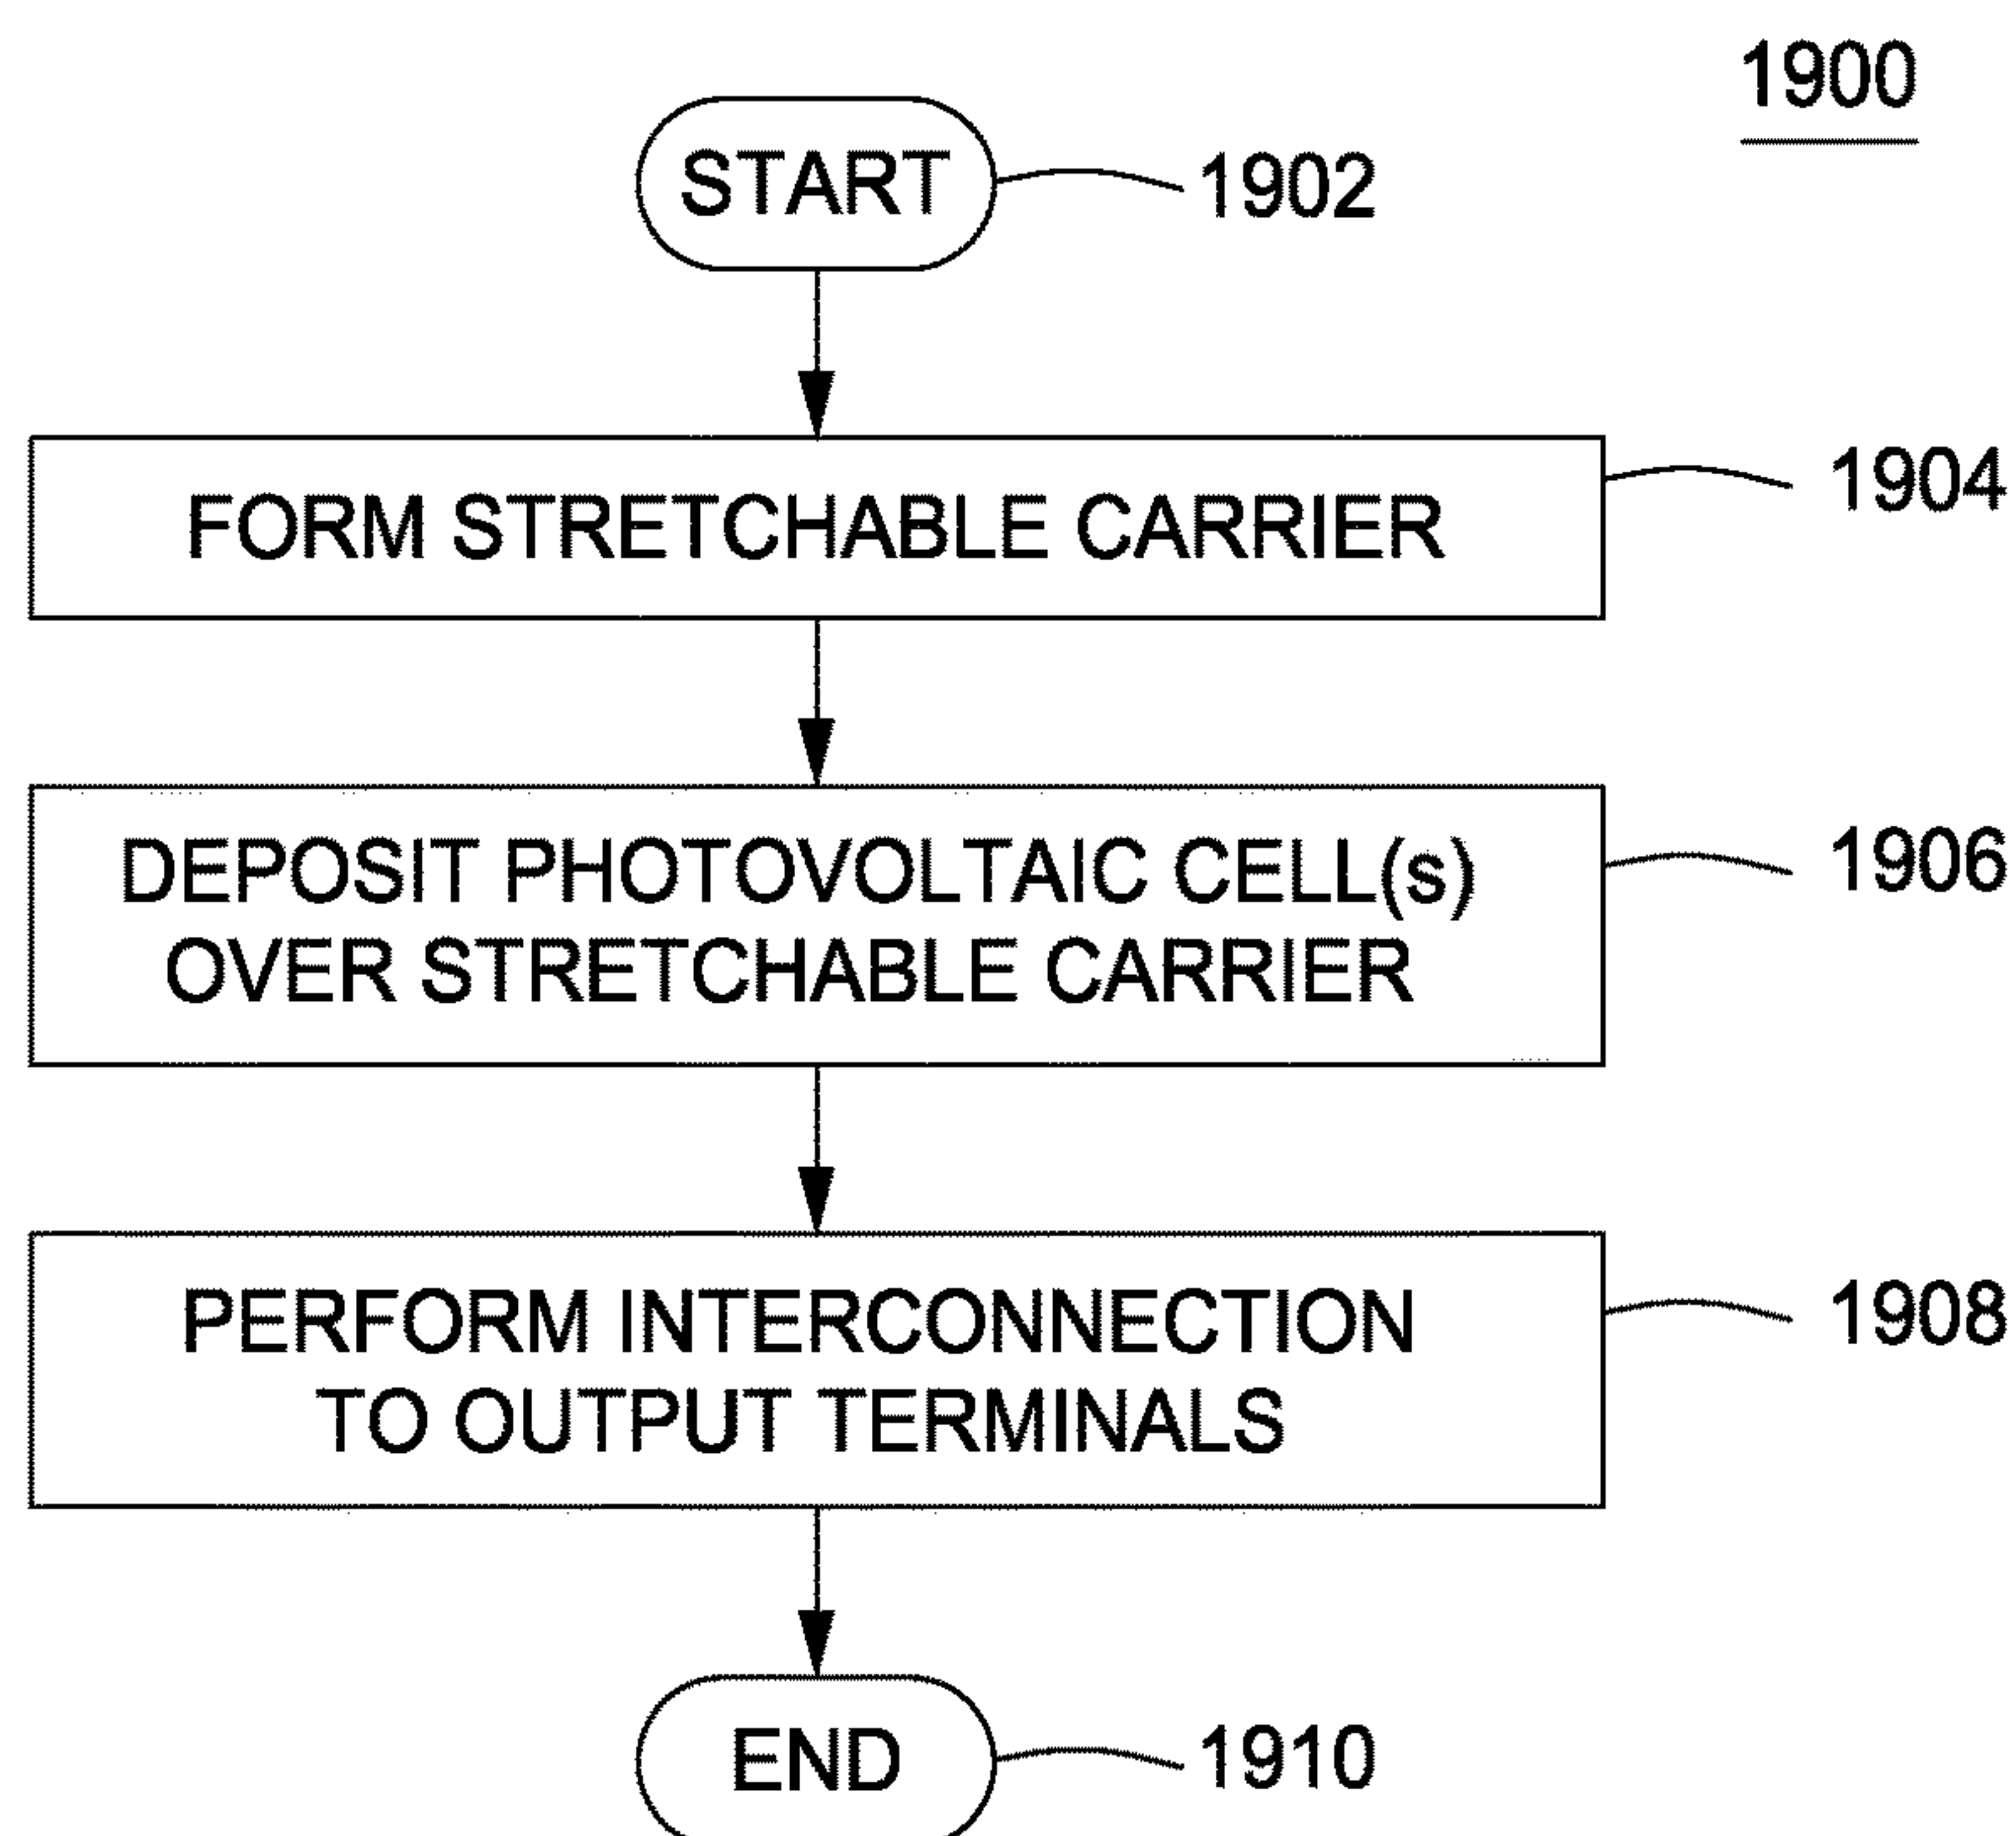 1900
START
1902
FORM STRETCHABLE CARRIER
1904
DEPOSIT PHOTOVOLTAIC CELL(s)
OVER STRETCHABLE CARRIER
1906
PERFORM INTERCONNECTION
TO OUTPUT TERMINALS
1908
END
1910